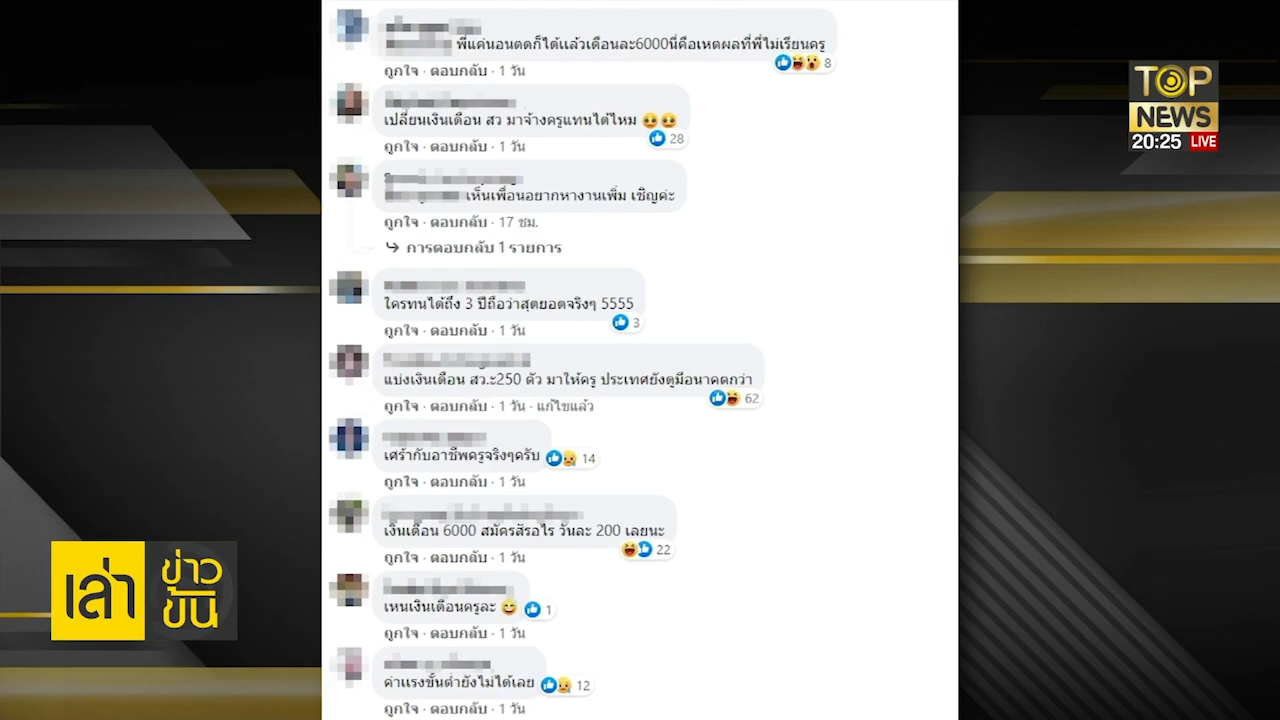 พี่แค่นอนตดก็ได้แล้วเดือนละ6000นี่คือเหตผลที่พี่ไม่เรียนครู
8
ถูกใจ · ตอบกลับ · 1 วัน
เปลี่ยนเงินเดือน สว มาจ้างครูแทนได้ไหม 🥺🥺
28
ถูกใจ · ตอบกลับ · 1 วัน
เห็นเพื่อนอยากหางานเพิ่ม เชิญค่ะ
ถูกใจ · ตอบกลับ · 17 ชม.
การตอบกลับ 1 รายการ
ใครทนได้ถึง 3 ปีถือว่าสุดยอดจริงๆ 5555
3
ถูกใจ · ตอบกลับ · 1 วัน
แบ่งเงินเดือน สว.ะ250 ตัว มาให้ครู ประเทศยังดูมีอนาคตกว่า
62
ถูกใจ · ตอบกลับ · 1 วัน · แก้ไขแล้ว
เศร้ากับอาชีพครูจริงๆครับ
14
ถูกใจ · ตอบกลับ · 1 วัน
เงินเดือน 6000 สมัครสิรอไร วันละ 200 เลยนะ
22
ถูกใจ · ตอบกลับ · 1 วัน
เหนเงินเดือนครูละ 😄
1
ถูกใจ · ตอบกลับ · 1 วัน
ค่าแรงขั้นต่ำยังไม่ได้เลย
12
ถูกใจ · ตอบกลับ · 1 วัน
TOP
NEWS
20:25 LIVE
เล่า
ข่าว
ข้น